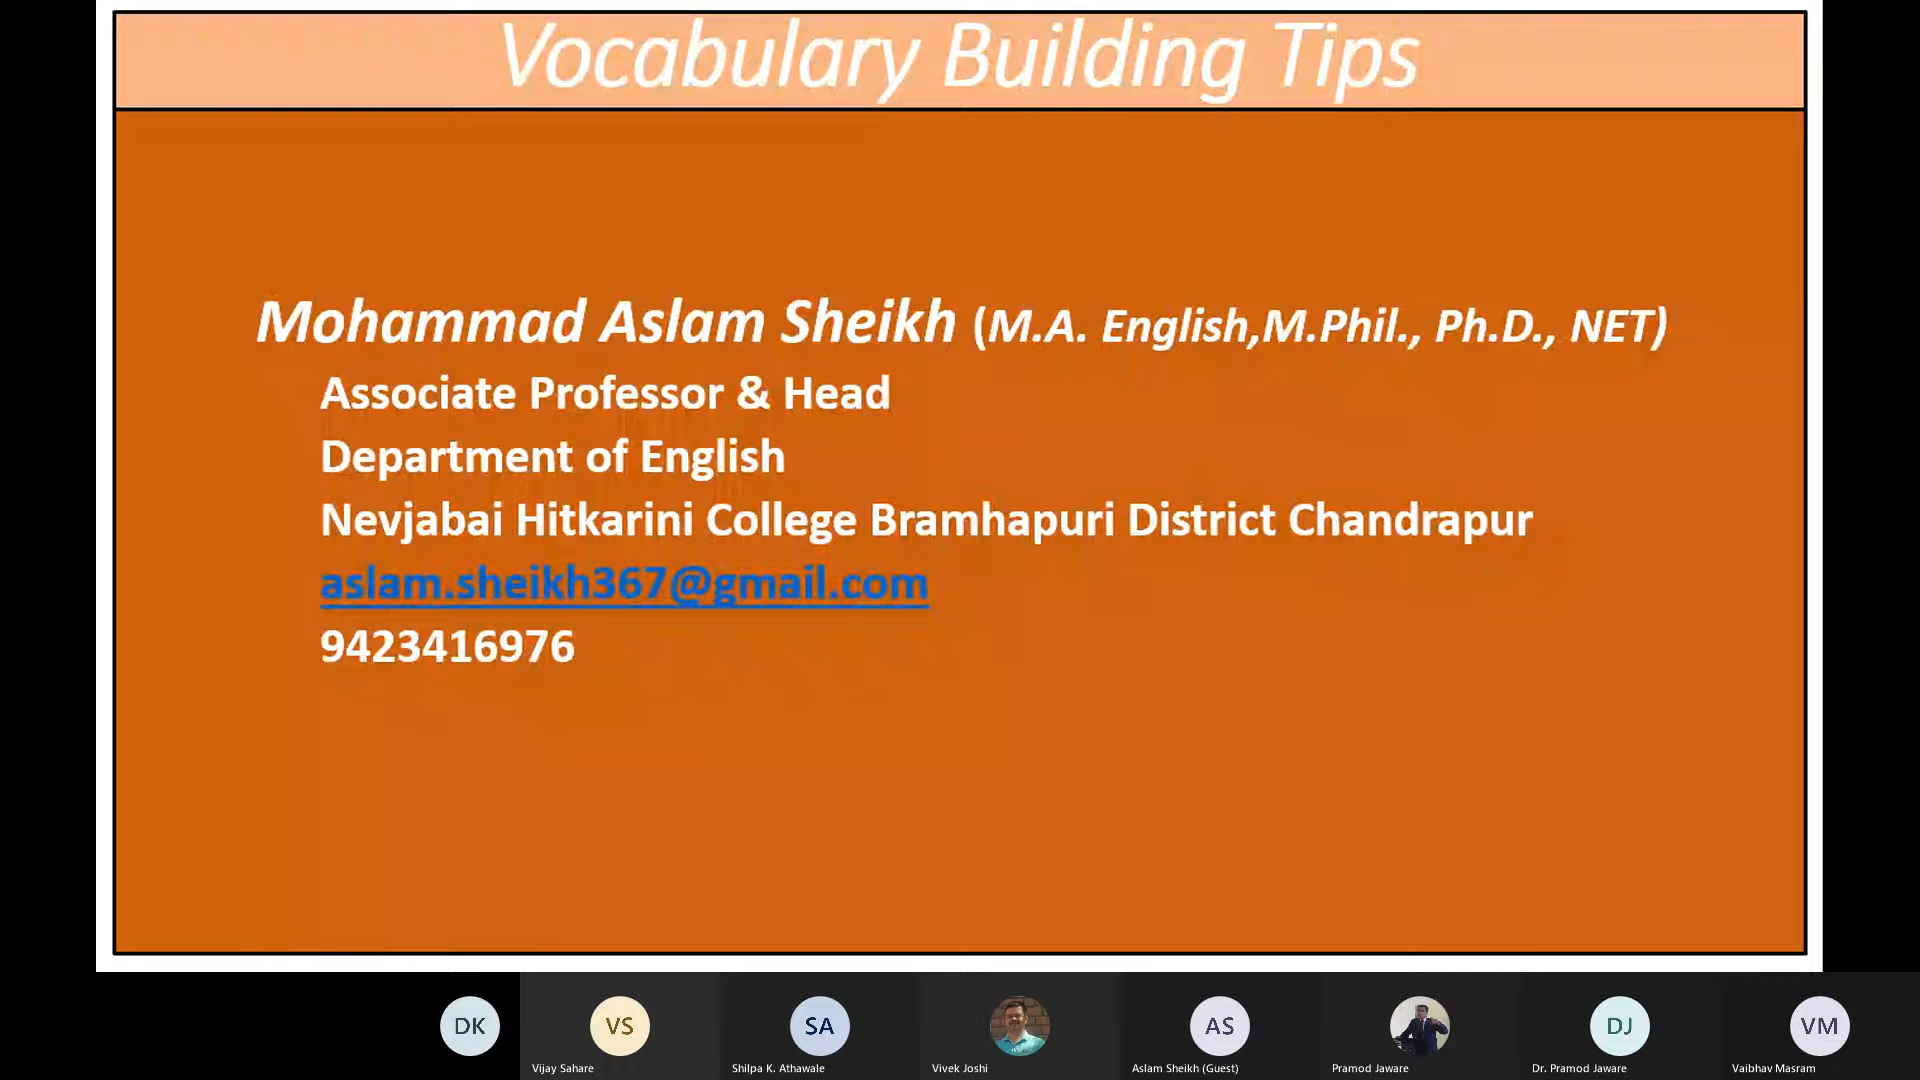 Vocabulary Building Tips
Mohammad Aslam Sheikh (M.A. English,M.Phil., Ph.D., NET)
Associate Professor & Head
Department of English
Nevjabai Hitkarini College Bramhapuri District Chandrapur
aslam.sheikh367@gmail.com
9423416976
DK
VS
SA
AS
DJ
VM
Vijay Sahare
Shilpa K. Athawale
Vivek Joshi
Aslam Sheikh (Guest)
Pramod Jaware
Dr. Pramod Jaware
Vaibhav Masram